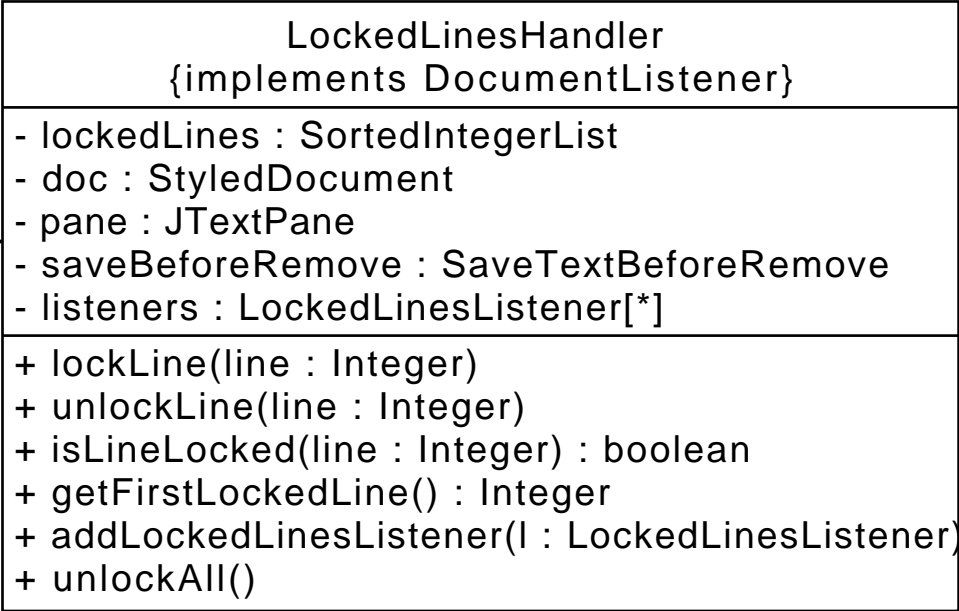 LockedLinesHandler
{implements DocumentListener}
- lockedLines : SortedIntegerList
- doc : StyledDocument
- pane : JTextPane
- saveBeforeRemove : SaveTextBeforeRemove
- listeners : LockedLinesListener[*]
+ lockLine(line : Integer)
+ unlockLine(line : Integer)
+ isLineLocked(line : Integer) : boolean
+ getFirstLockedLine() : Integer
+ addLockedLinesListener(l : LockedLinesListener)
+ unlockAll()